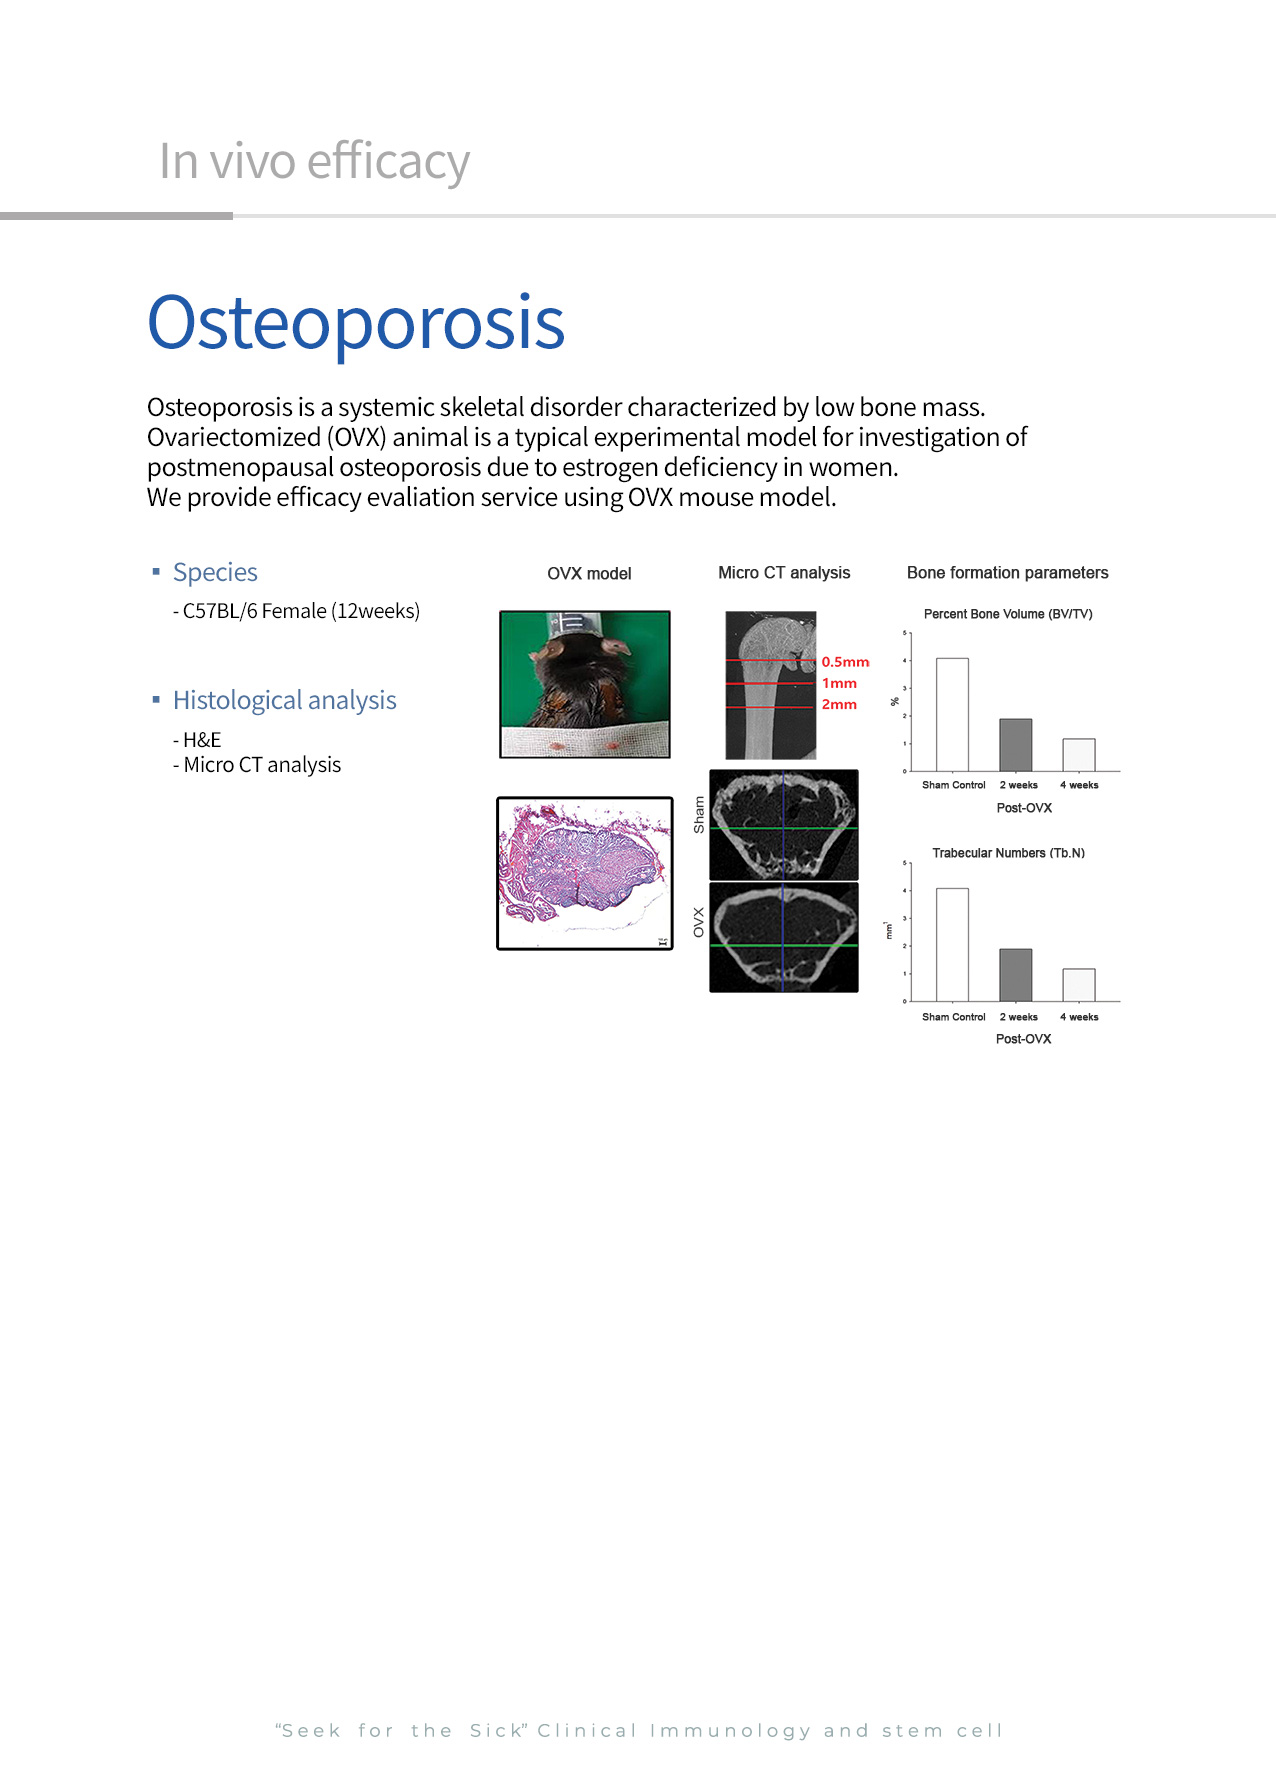 In vivo efficacy
Osteoporosis
Osteoporosis is a systemic skeletal disorder characterized by low bone mass.
Ovariectomized (OVX) animal is a typical experimental model for investigation of
postmenopausal osteoporosis due to estrogen deficiency in women.
We provide efficacy evaliation service using OVX mouse model.
▪ Species
- C57BL/6 Female (12weeks)
▪ Histological analysis
- H&E
- Micro CT analysis
OVX model
Micro CT analysis
0.5mm
1mm
2mm
Sham
OVX
Bone formation parameters
Percent Bone Volume (BV/TV)
%
5
4
3
2
1
0
Sham Control 2 weeks 4 weeks
Post-OVX
Trabecular Numbers (Tb.N)
mm¹
5
4
3
2
1
0
Sham Control 2 weeks 4 weeks
Post-OVX
“Seek for the Sick” Clinical Immunology and stem cell